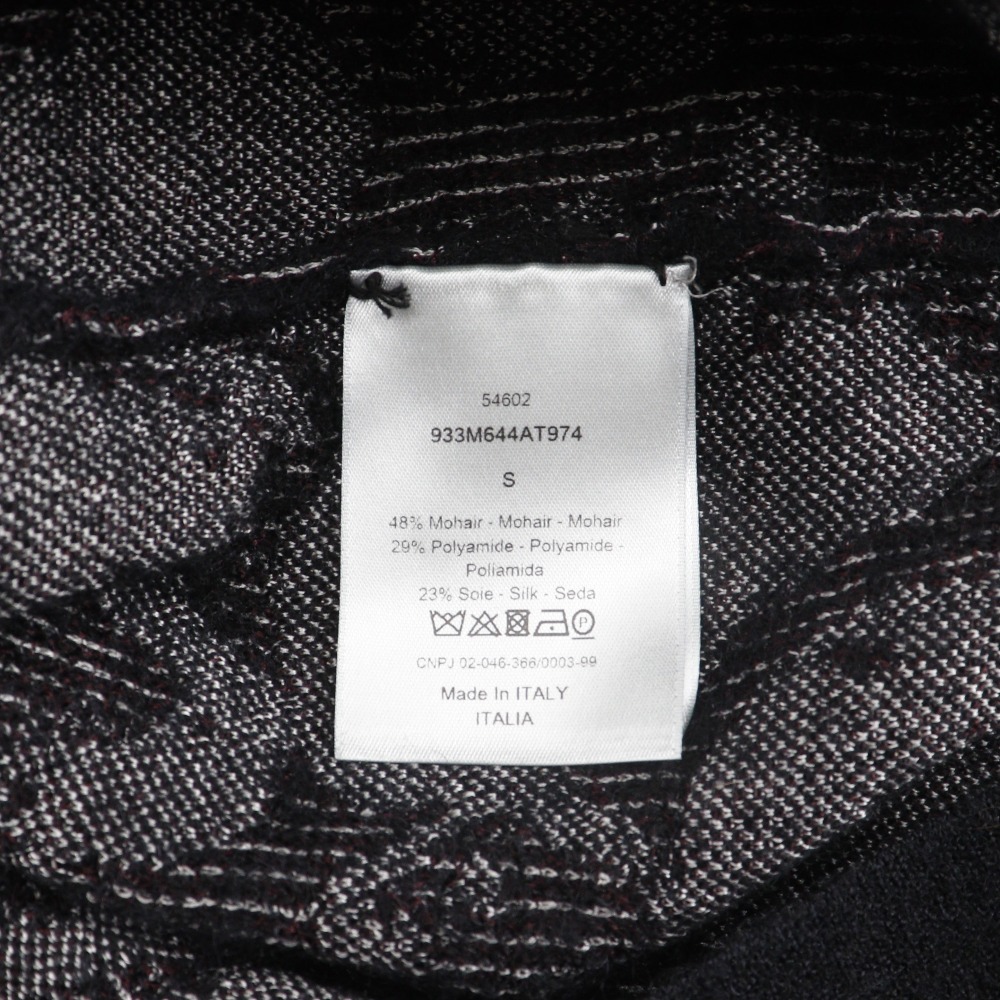 54602
933M644AT974
S
48% Mohair - Mohair - Mohair
29% Polyamide - Polyamide -
Poliamida
23% Soie - Silk - Seda
P
CNPJ 02-046-366/0003-99
Made In ITALY
ITALIA